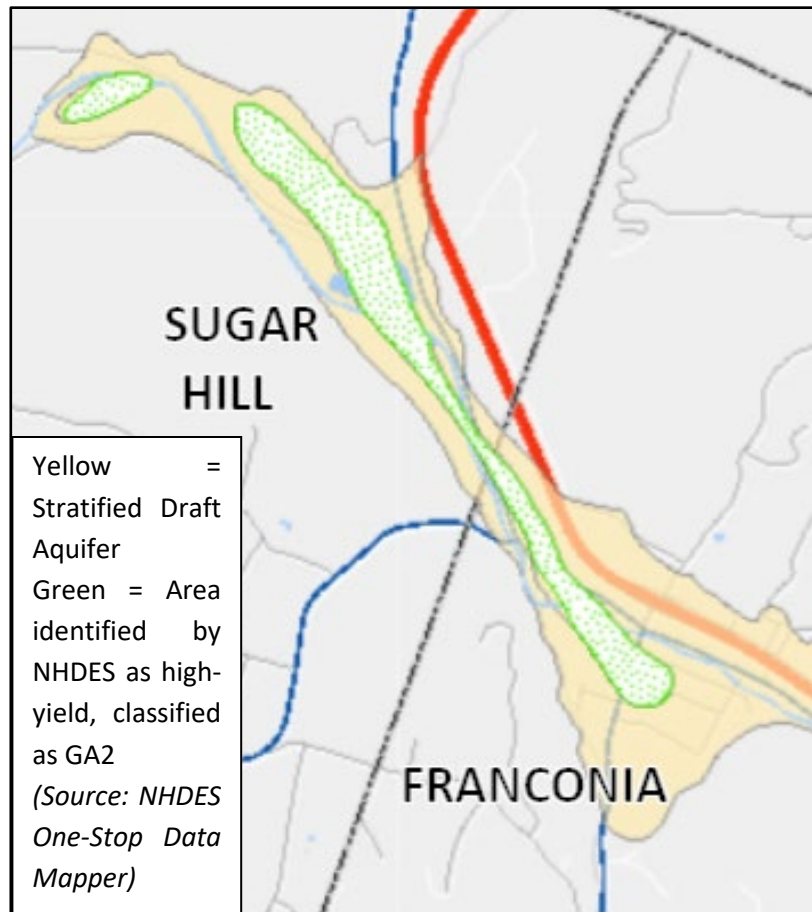 SUGAR
HILL
Yellow =
Stratified Draft
Aquifer
Green = Area
identified by
NHDES as high-
yield, classified
as GA2
(Source: NHDES
One-Stop Data
Mapper)
FRANCONIA